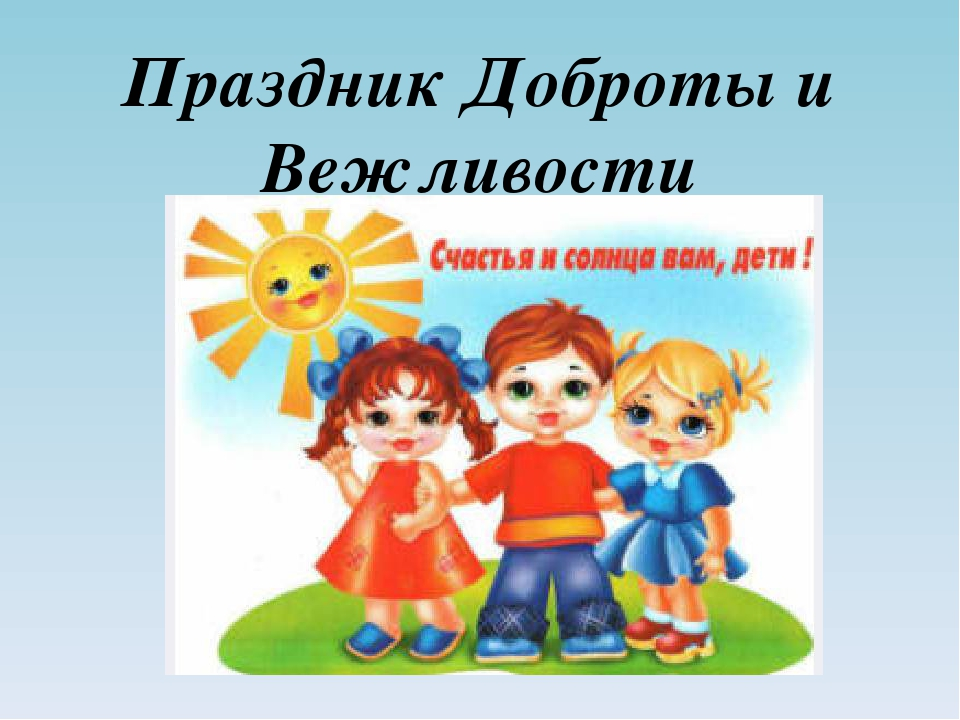 Праздник Доброты и
Вежливости
Счастья и солнца вам, дети !